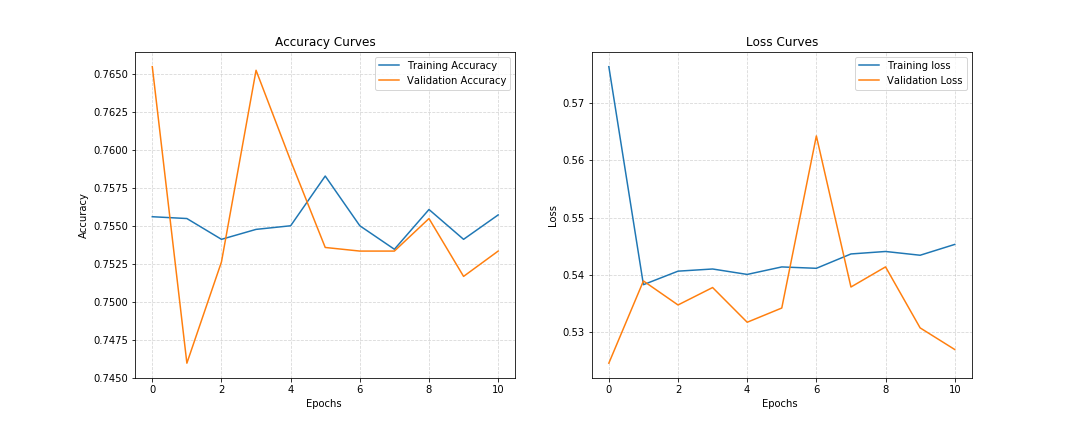 Accuracy Curves
Training Accuracy
Validation Accuracy
0.7650
0.7625
0.7600
0.7575
0.7550
0.7525
0.7500
0.7475
0.7450
Accuracy
0 2 4 6 8 10
Epochs
Loss Curves
Training loss
Validation Loss
0.57
0.56
0.55
0.54
0.53
Loss
0 2 4 6 8 10
Epochs